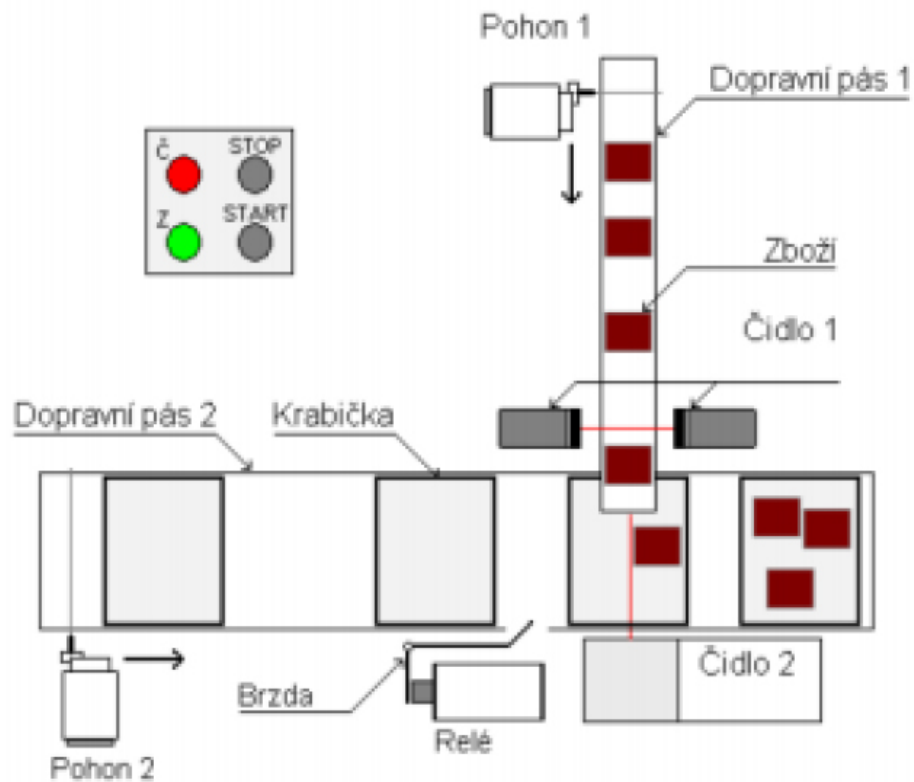 Pohon 1
Dopravní pás 1
Č STOP
Z START
Zboží
Čidlo 1
Dopravní pás 2
Krabička
Čidlo 2
Brzda
Relé
Pohon 2